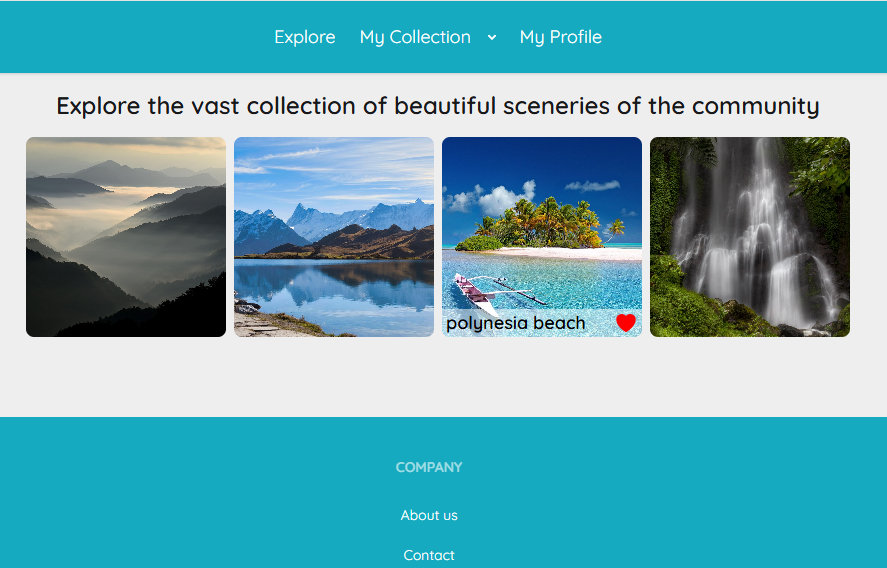 Explore My Collection My Profile
Explore the vast collection of beautiful sceneries of the community
polynesia beach
COMPANY
About us
Contact